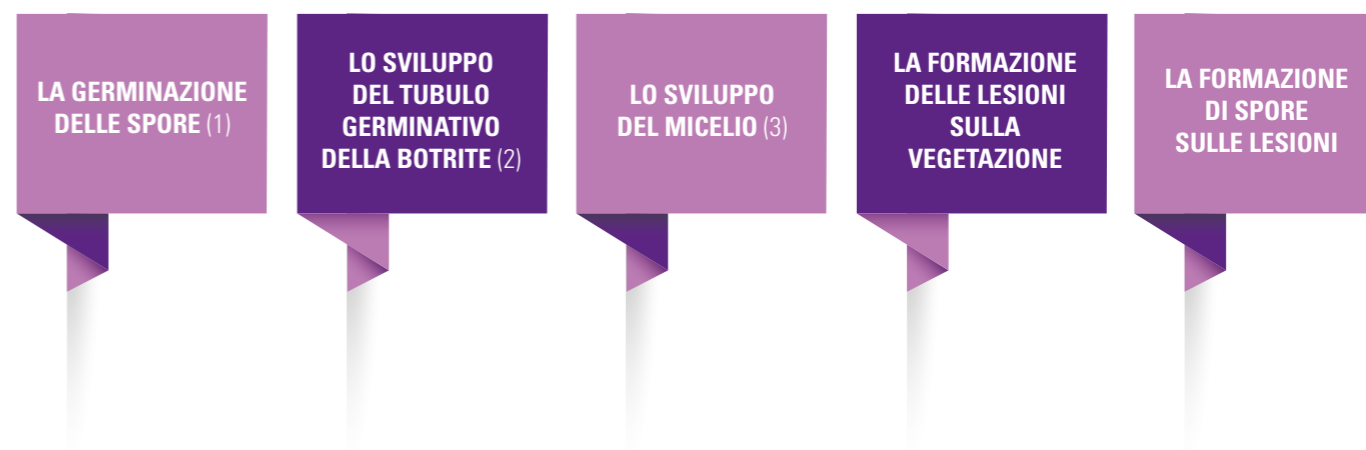 LA GERMINAZIONE
DELLE SPORE (1)
LO SVILUPPO
DEL TUBULO
GERMINATIVO
DELLA BOTRITE (2)
LO SVILUPPO
DEL MICELIO (3)
LA FORMAZIONE
DELLE LESIONI
SULLA
VEGETAZIONE
LA FORMAZIONE
DI SPORE
SULLE LESIONI